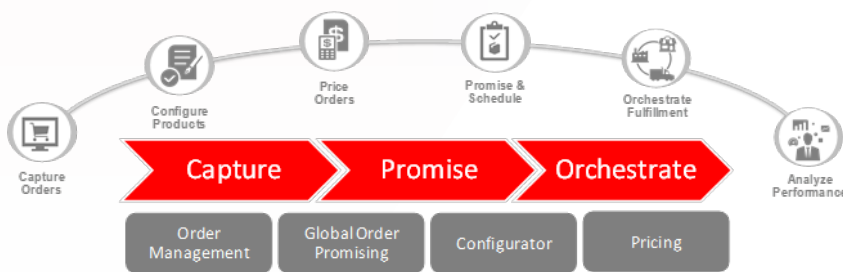 Capture
Orders
Configure
Products
Price
Orders
Promise &
Schedule
Orchestrate
Fulfillment
Analyze
Performance
Capture
Promise
Orchestrate
Order
Management
Global Order
Promising
Configurator
Pricing